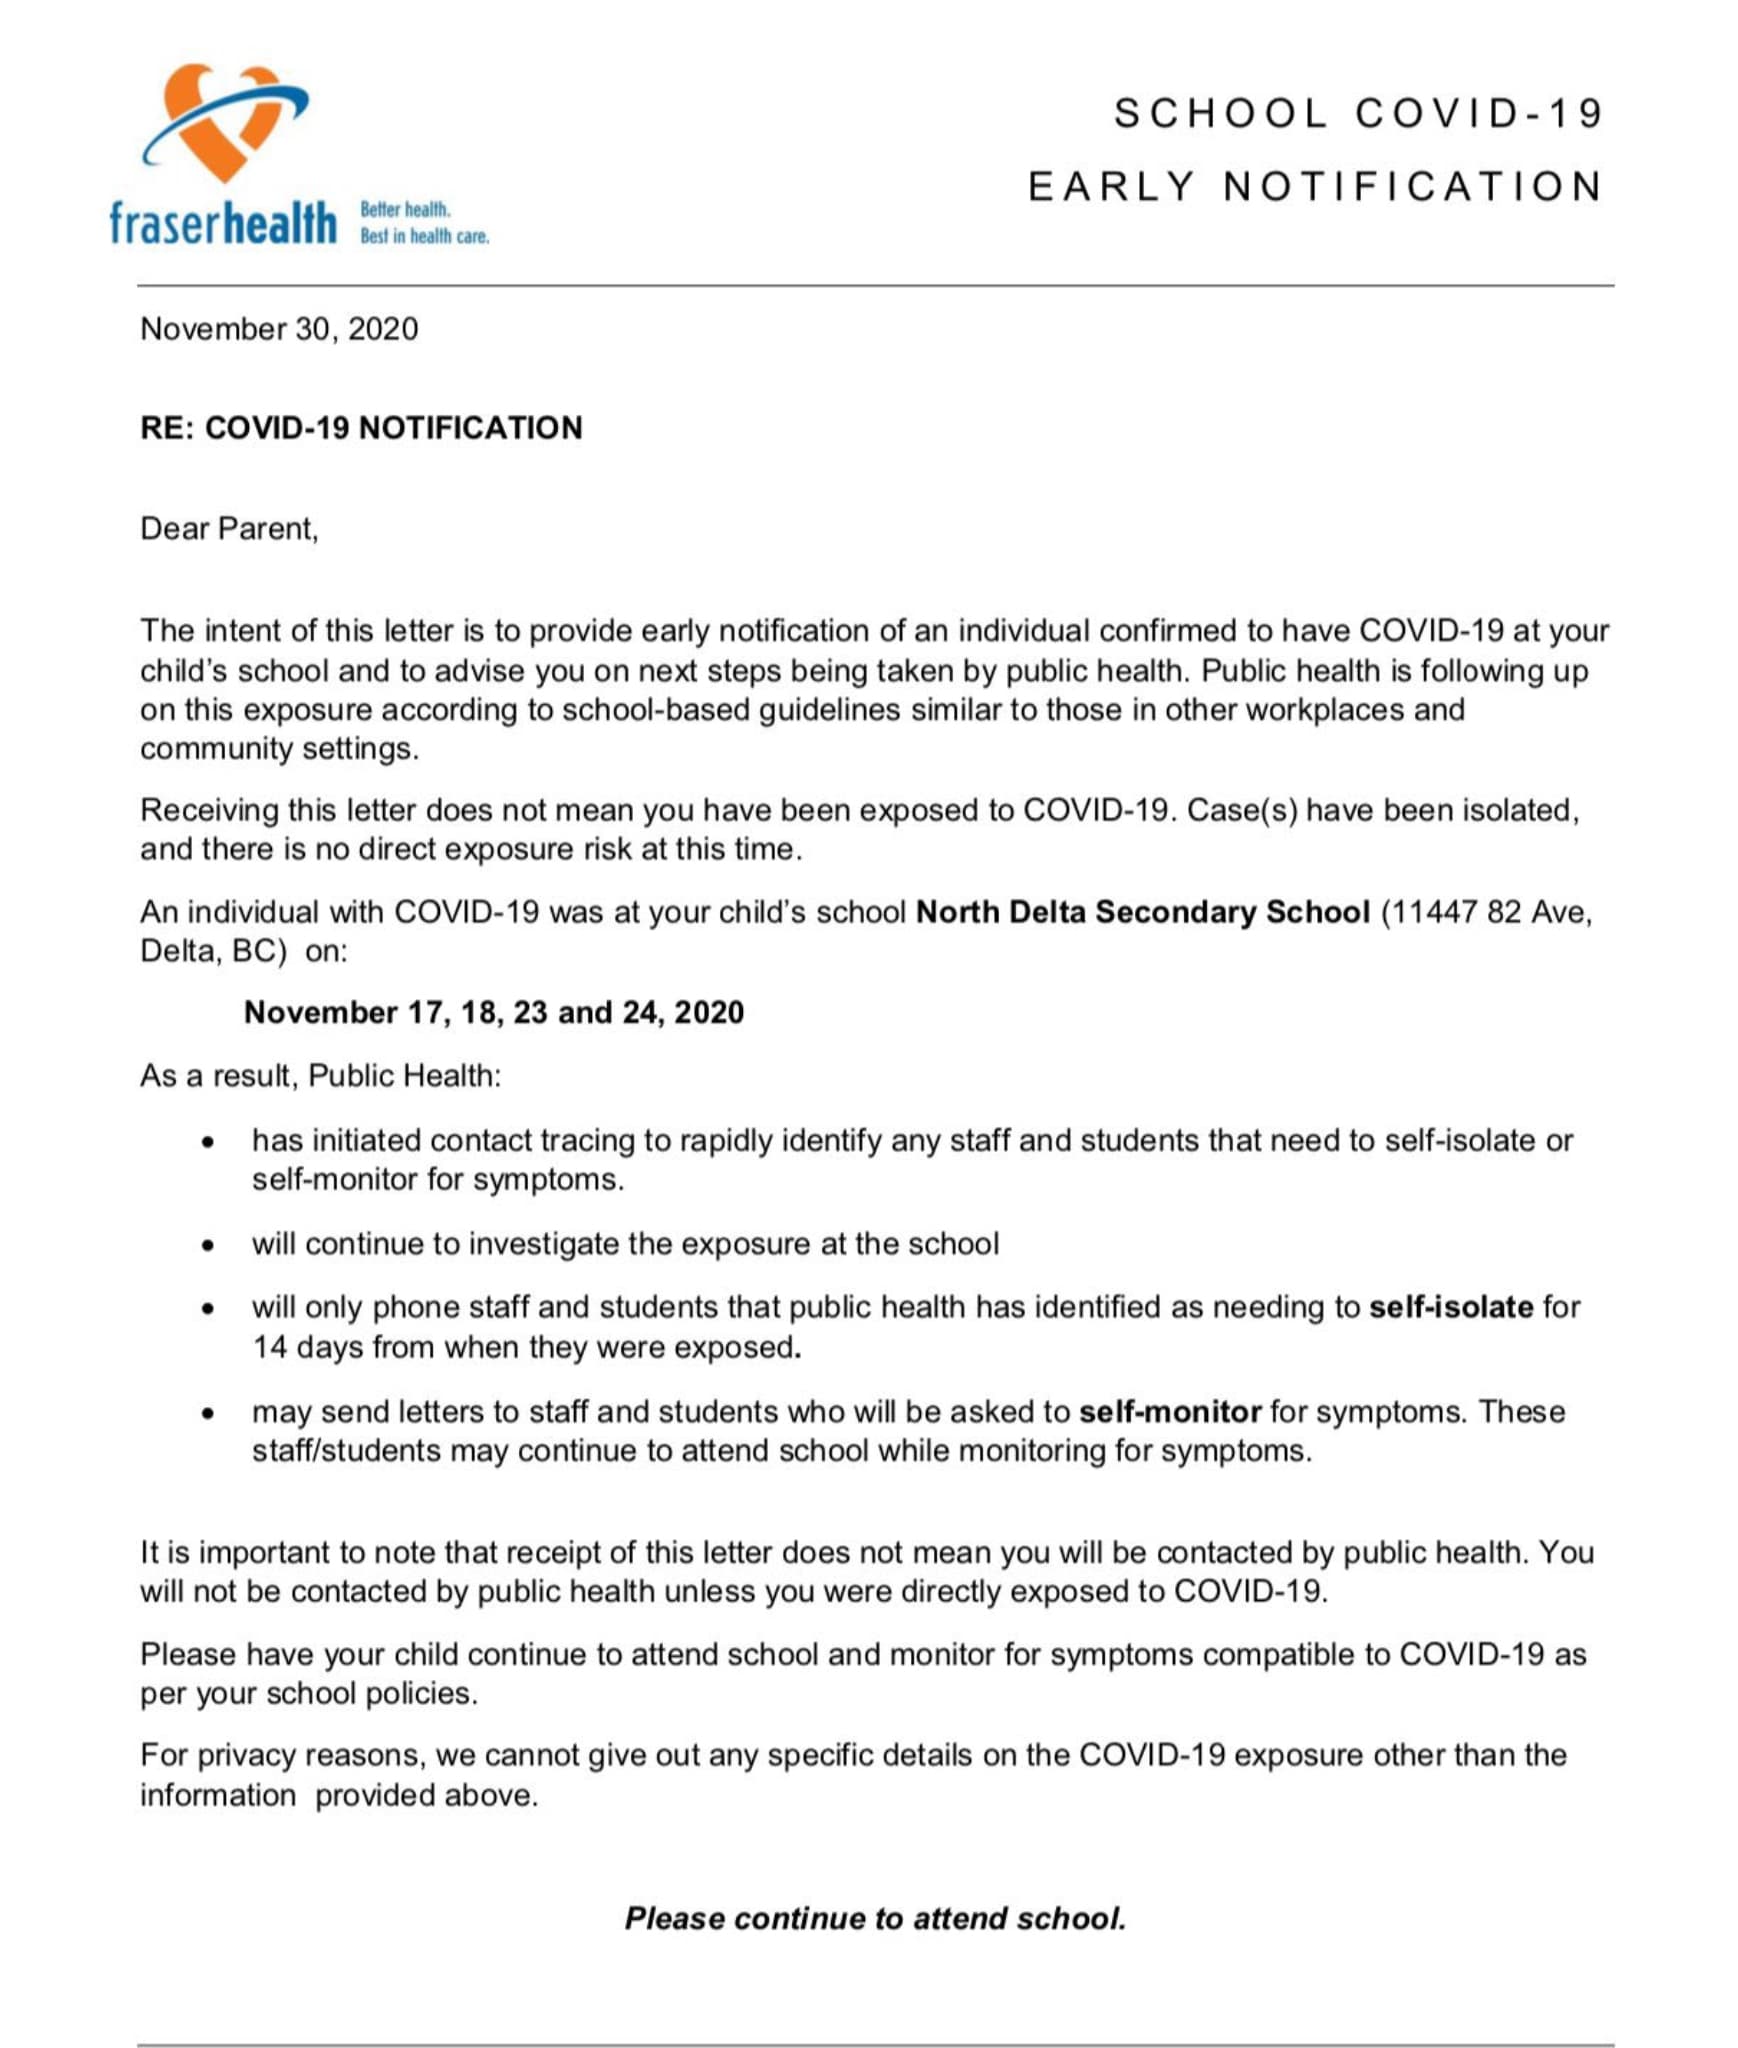 SCHOOL COVID-19
EARLY NOTIFICATION
fraserhealth
Better health.
Best in health care.
November 30, 2020
RE: COVID-19 NOTIFICATION
Dear Parent,
The intent of this letter is to provide early notification of an individual confirmed to have COVID-19 at your
child's school and to advise you on next steps being taken by public health. Public health is following up
on this exposure according to school-based guidelines similar to those in other workplaces and
community settings.
Receiving this letter does not mean you have been exposed to COVID-19. Case(s) have been isolated,
and there is no direct exposure risk at this time.
An individual with COVID-19 was at your child's school North Delta Secondary School (11447 82 Ave,
Delta, BC)  on:
November 17, 18, 23 and 24, 2020
As a result, Public Health:
• has initiated contact tracing to rapidly identify any staff and students that need to self-isolate or
self-monitor for symptoms.
• will continue to investigate the exposure at the school
• will only phone staff and students that public health has identified as needing to self-isolate for
14 days from when they were exposed.
• may send letters to staff and students who will be asked to self-monitor for symptoms. These
staff/students may continue to attend school while monitoring for symptoms.
It is important to note that receipt of this letter does not mean you will be contacted by public health. You
will not be contacted by public health unless you were directly exposed to COVID-19.
Please have your child continue to attend school and monitor for symptoms compatible to COVID-19 as
per your school policies.
For privacy reasons, we cannot give out any specific details on the COVID-19 exposure other than the
information  provided above.
Please continue to attend school.